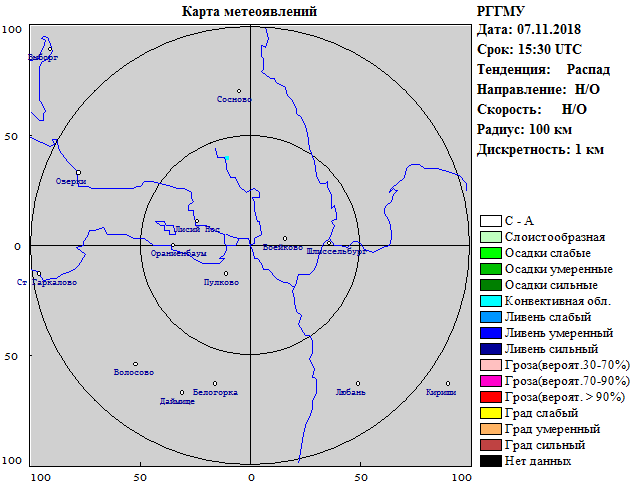 Карта метеоявлений
РГГМУ
Дата: 07.11.2018
Срок: 15:30 UTC
Тенденция: Распад
Направление: Н/О
Скорость: Н/О
Радиус: 100 км
Дискретность: 1 км
100
Выборг
Сосново
50
Озерки
Лисий Нос
0
Ораниенбаум
Воейково
Шлиссельбург
Ст Гаркалово
Пулково
50
Волосово
Даймище
Белогорка
Любань
Кириши
100
100
50
0
50
100
С - А
Слоистообразная
Осадки слабые
Осадки умеренные
Осадки сильные
Конвективная обл.
Ливень слабый
Ливень умеренный
Ливень сильный
Гроза(вероят.30-70%)
Гроза(вероят.70-90%)
Гроза(вероят. > 90%)
Град слабый
Град умеренный
Град сильный
Нет данных